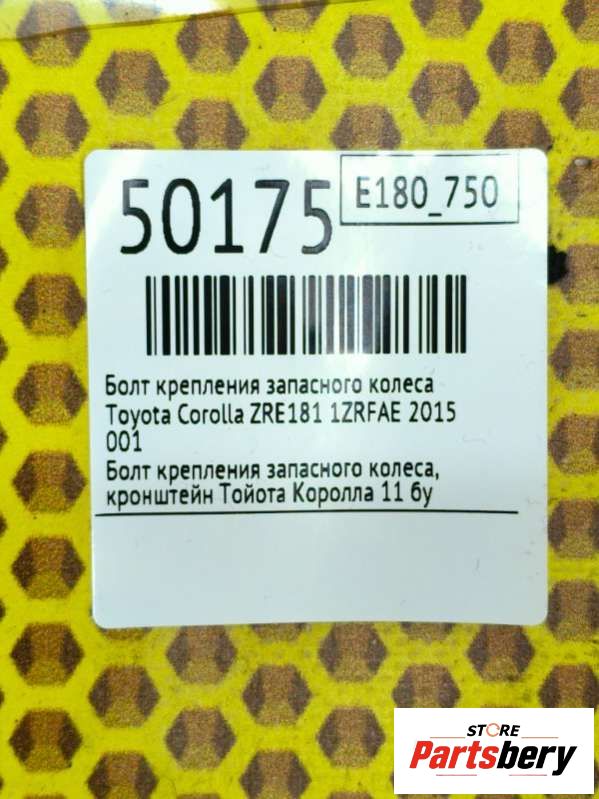 50175
E180_750
Болт крепления запасного колеса
Toyota Corolla ZRE181 1ZRFAE 2015
001
Болт крепления запасного колеса,
кронштейн Тойота Королла 11 бу
STORE
Partsbery